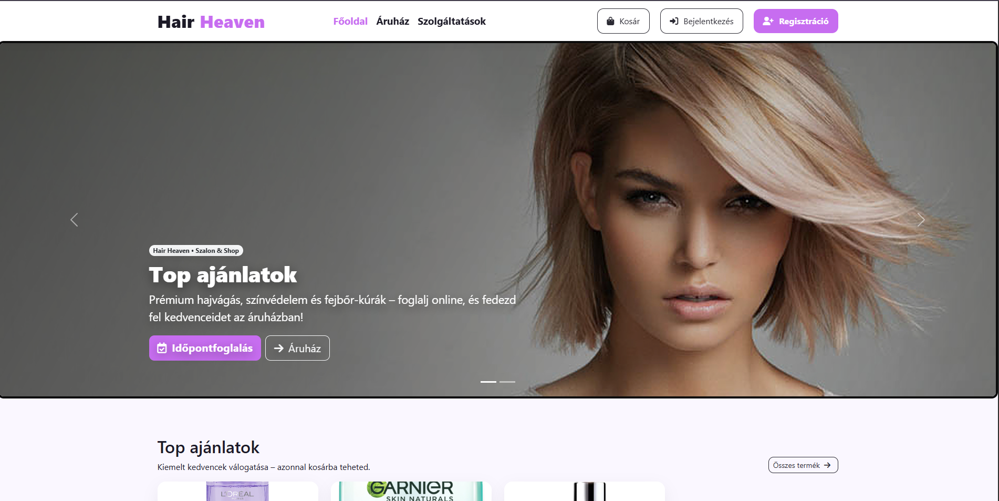 Hair Heaven
Főoldal Áruház Szolgáltatások
Kosár
Bejelentkezés
Regisztráció
Hair Heaven • Szalon & Shop
Top ajánlatok
Prémium hajvágás, színvédelem és fejbőr-kúrák – foglalj online, és fedezd
fel kedvenceidet az áruházban!
Időpontfoglalás
Áruház
Top ajánlatok
Kiemelt kedvencek válogatása – azonnal kosárba teheted.
Összes termék
L'ORÉAL
PARIS
GARNIER
SKIN NATURALS